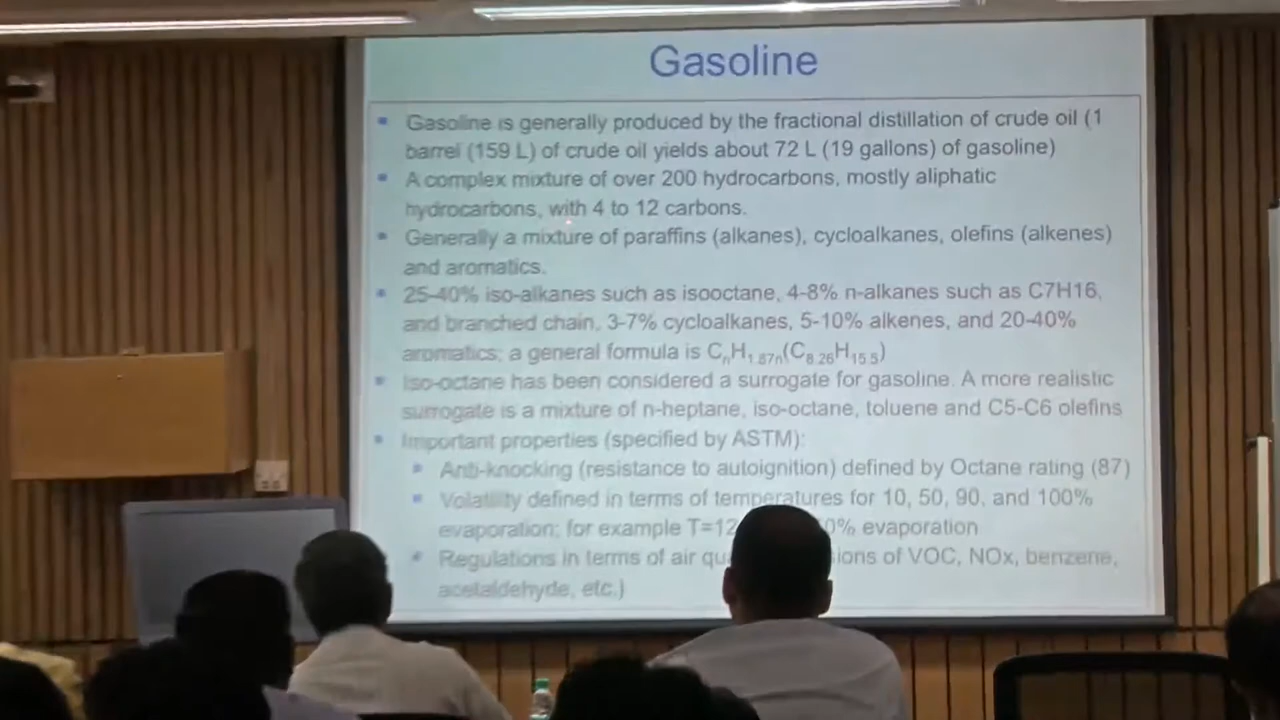 Gasoline
Gasoline is generally produced by the fractional distillation of crude oil (1
barrel (159 L) of crude oil yields about 72 L (19 gallons) of gasoline)
A complex mixture of over 200 hydrocarbons, mostly aliphatic
hydrocarbons, with 4 to 12 carbons.
Generally a mixture of paraffins (alkanes), cycloalkanes, olefins (alkenes)
and aromatics.
25-40% iso-alkanes such as isooctane, 4-8% n-alkanes such as C7H16,
and branched chain, 3-7% cycloalkanes, 5-10% alkenes, and 20-40%
aromatics; a general formula is CnH1.87n(C8.26H15.5)
Iso-octane has been considered a surrogate for gasoline. A more realistic
surrogate is a mixture of n-heptane, iso-octane, toluene and C5-C6 olefins
Important properties (specified by ASTM):
Anti-knocking (resistance to autoignition) defined by Octane rating (87)
Volatility defined in terms of temperatures for 10, 50, 90, and 100%
evaporation; for example 0% evaporation
Regulations in terms of air of VOC, NOx, benzene,
acetaldehyde, etc.)